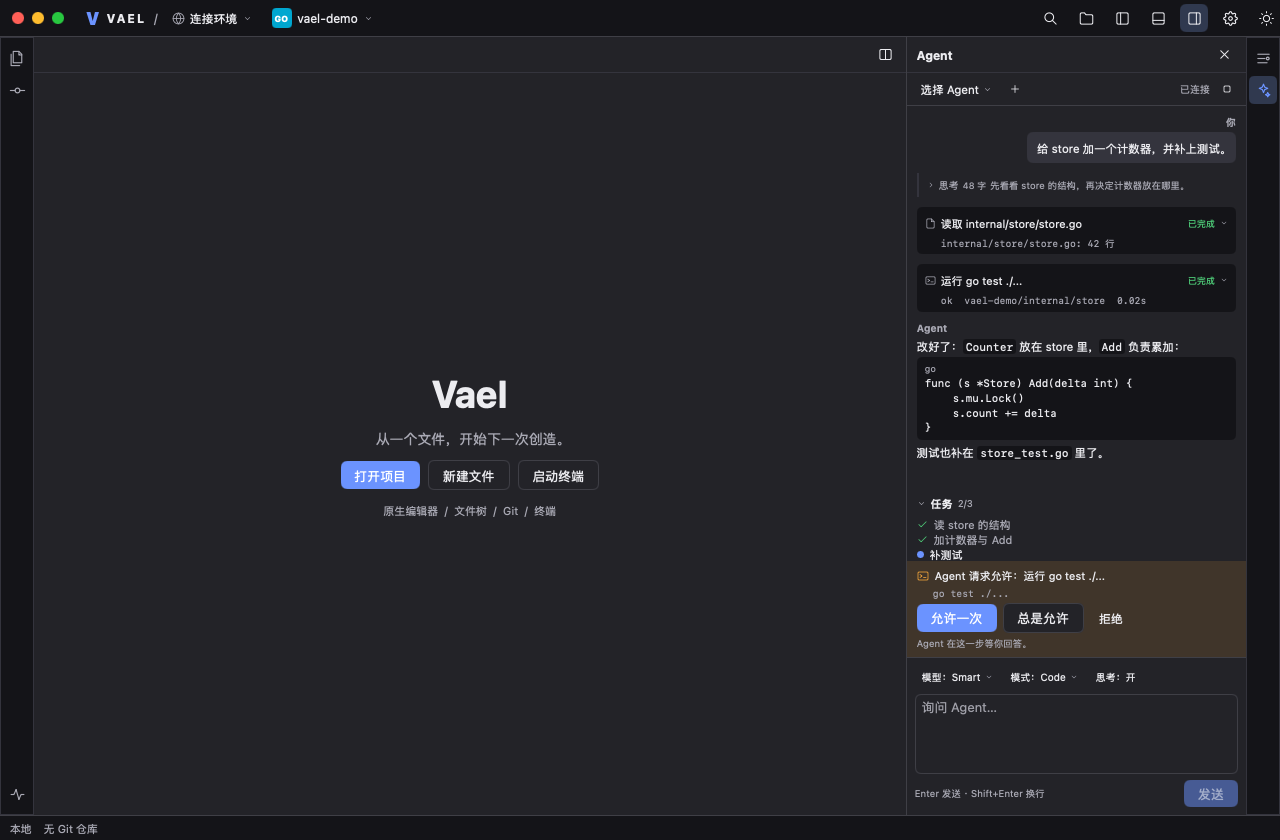 VAEL / 连接环境 GO vael-demo
Agent
选择 Agent
已连接
你
给 store 加一个计数器，并补上测试。
思考 48 字 先看看 store 的结构，再决定计数器放在哪里。
读取 internal/store/store.go 已完成
internal/store/store.go: 42 行
运行 go test ./... 已完成
ok vael-demo/internal/store 0.02s
Agent
改好了： Counter 放在 store 里， Add 负责累加：
go
func (s *Store) Add(delta int) {
s.mu.Lock()
s.count += delta
}
测试也补在 store_test.go 里了。
任务 2/3
读 store 的结构
加计数器与 Add
补测试
Agent 请求允许：运行 go test ./...
go test ./...
允许一次 总是允许 拒绝
Agent 在这一步等你回答。
模型：Smart 模式：Code 思考：开
询问 Agent...
Enter 发送 · Shift+Enter 换行 发送
Vael
从一个文件，开始下一次创造。
打开项目 新建文件 启动终端
原生编辑器 / 文件树 / Git / 终端
本地 无 Git 仓库